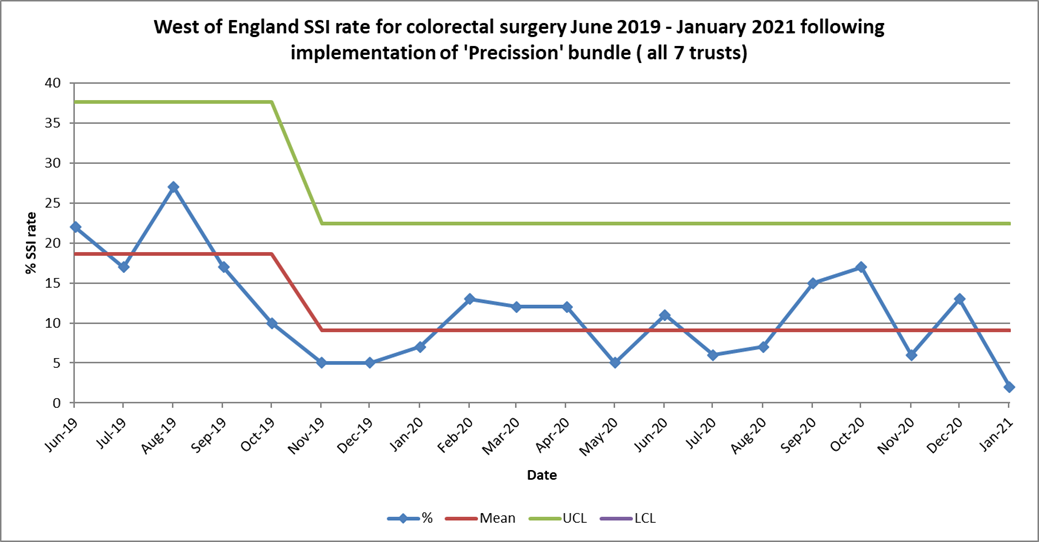 West of England SSI rate for colorectal surgery June 2019 - January 2021 following
implementation of 'Precission' bundle ( all 7 trusts)
40
35
30
25
20
15
10
5
0
% SSI rate
Jun-19
Jul-19
Aug-19
Sep-19
Oct-19
Nov-19
Dec-19
Jan-20
Feb-20
Mar-20
Apr-20
May-20
Jun-20
Jul-20
Aug-20
Sep-20
Oct-20
Nov-20
Dec-20
Jan-21
Date
% Mean UCL LCL